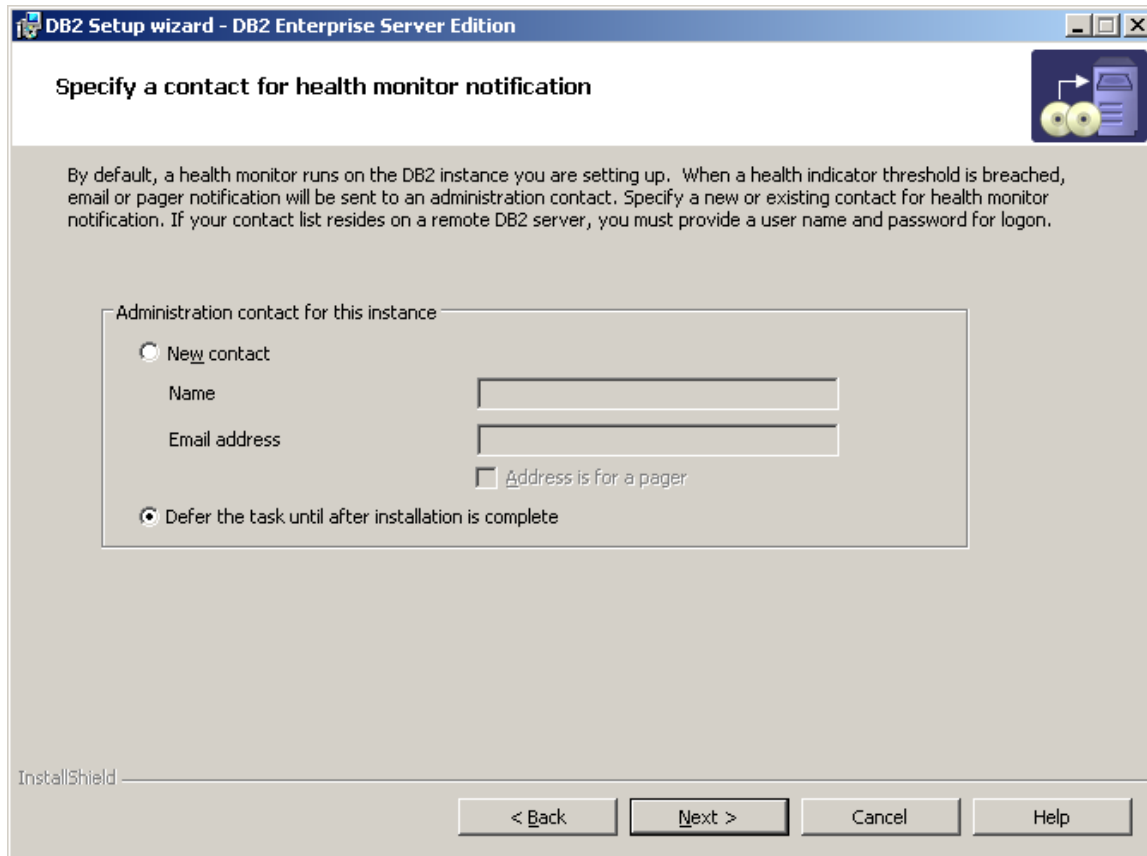 DB2 Setup wizard - DB2 Enterprise Server Edition
Specify a contact for health monitor notification
By default, a health monitor runs on the DB2 instance you are setting up.  When a health indicator threshold is breached,
email or pager notification will be sent to an administration contact. Specify a new or existing contact for health monitor
notification. If your contact list resides on a remote DB2 server, you must provide a user name and password for logon.
Administration contact for this instance
New contact
Name
Email address
Address is for a pager
Defer the task until after installation is complete
InstallShield
< Back
Next >
Cancel
Help